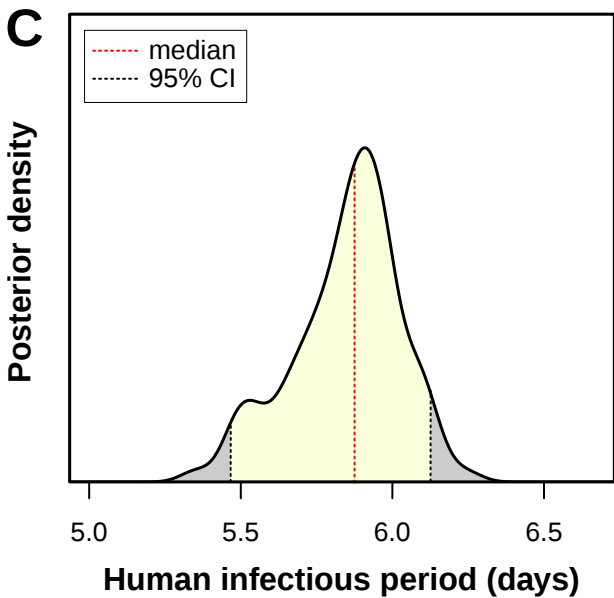 C
median
95% CI
Posterior density
5.0 5.5 6.0 6.5
Human infectious period (days)